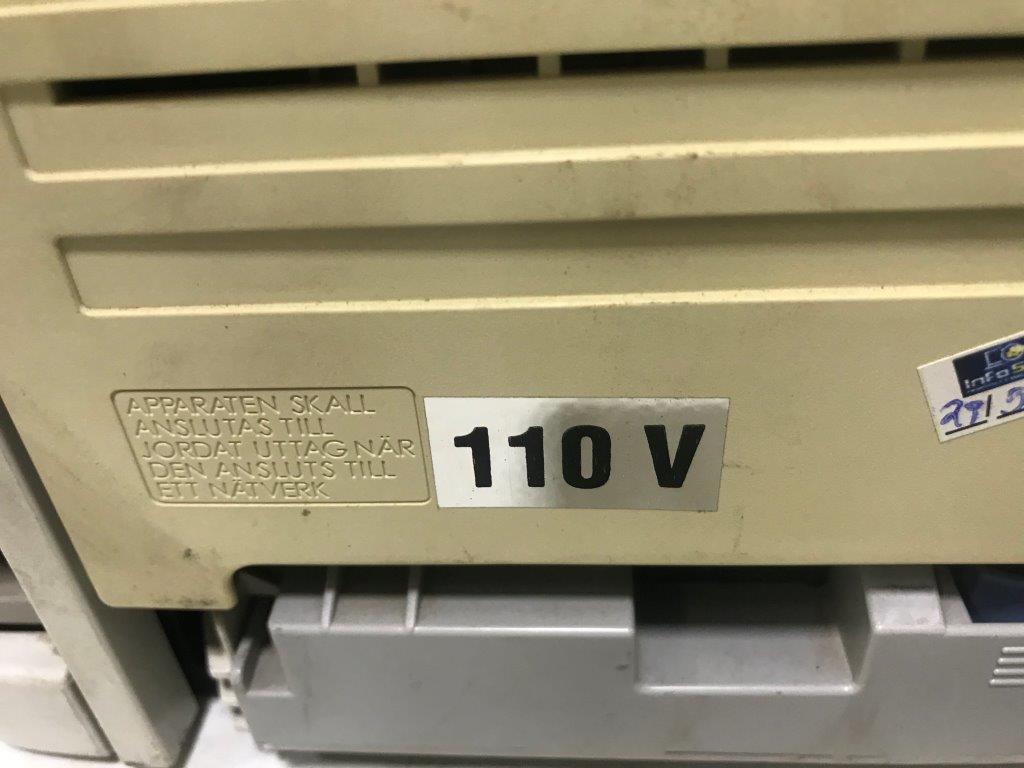 APPARATEN SKALL
ANSLUTAS TILL
JORDAT UTTAG NÄR
DEN ANSLUTS TILL
ETT NÄTVERK
110 V